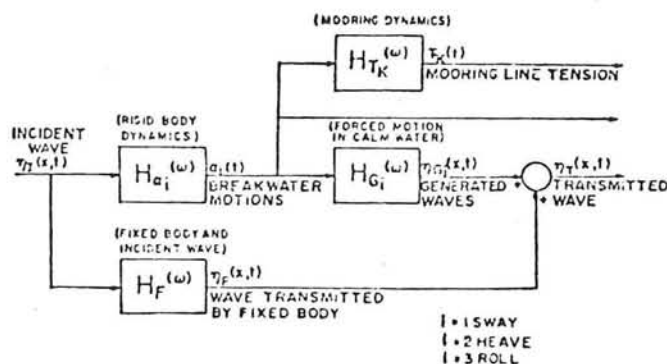 (MOORING DYNAMICS)
H_{T_K}(ω)
T_K(t)
MOORING LINE TENSION
(RIGID BODY
DYNAMICS)
(FORCED MOTION
IN CALM WATER)
INCIDENT
WAVE
η_I(x,t)
H_{α_i}(ω)
α_i(t)
BREAKWATER
MOTIONS
H_{G_i}(ω)
η_{G_i}(x,t)
GENERATED
WAVES
+
+
η_T(x,t)
TRANSMITTED
WAVE
(FIXED BODY AND
INCIDENT WAVE)
H_F(ω)
η_F(x,t)
WAVE TRANSMITTED
BY FIXED BODY
i = 1 SWAY
i = 2 HEAVE
i = 3 ROLL